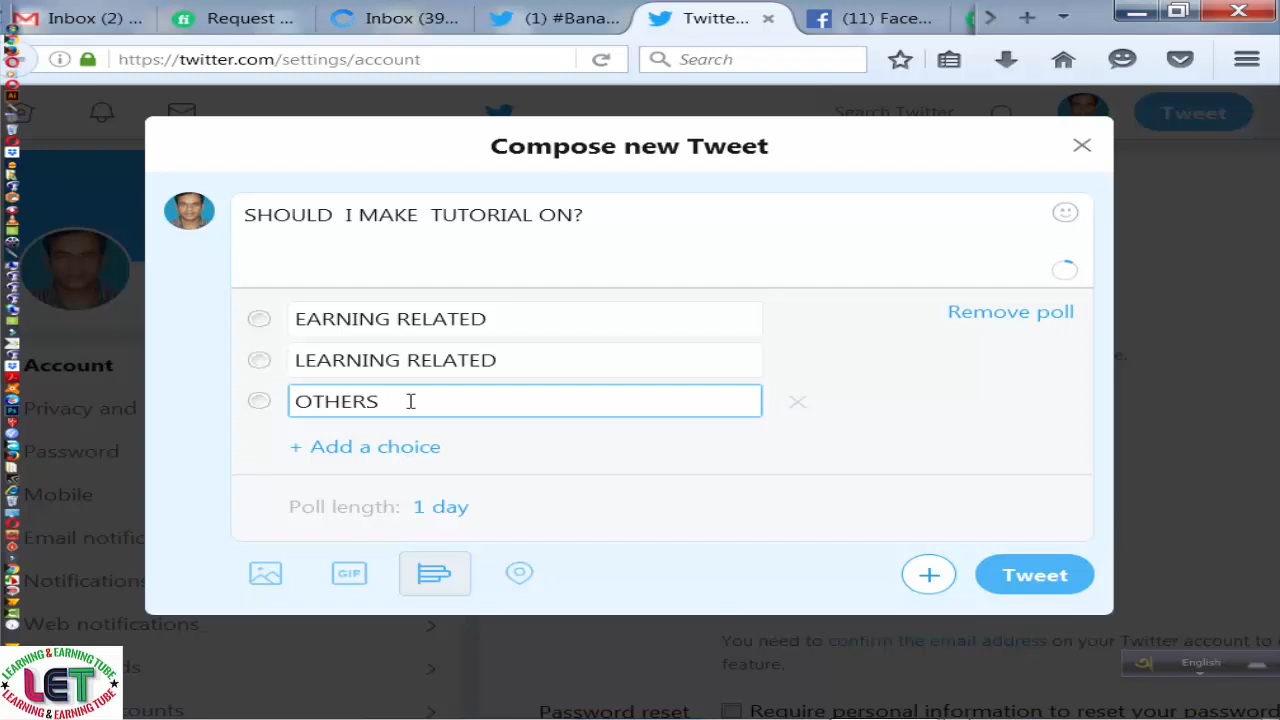 Inbox (2) ...
Request ...
Inbox (39...
(1) #Bana...
Twitte...
(11) Face...
https://twitter.com/settings/account
Search
Search Twitter
Tweet
Compose new Tweet
SHOULD I MAKE TUTORIAL ON?
EARNING RELATED
Remove poll
LEARNING RELATED
OTHERS
+ Add a choice
Poll length: 1 day
GIF
Tweet
Account
Privacy and
Password
Mobile
Email notific
Notifications
Web notifications
You need to confirm the email address on your Twitter account to
feature.
English
LEARNING & EARNING TUBE
LET
LEARNING & EARNING TUBE
Password reset
Require personal information to reset your password